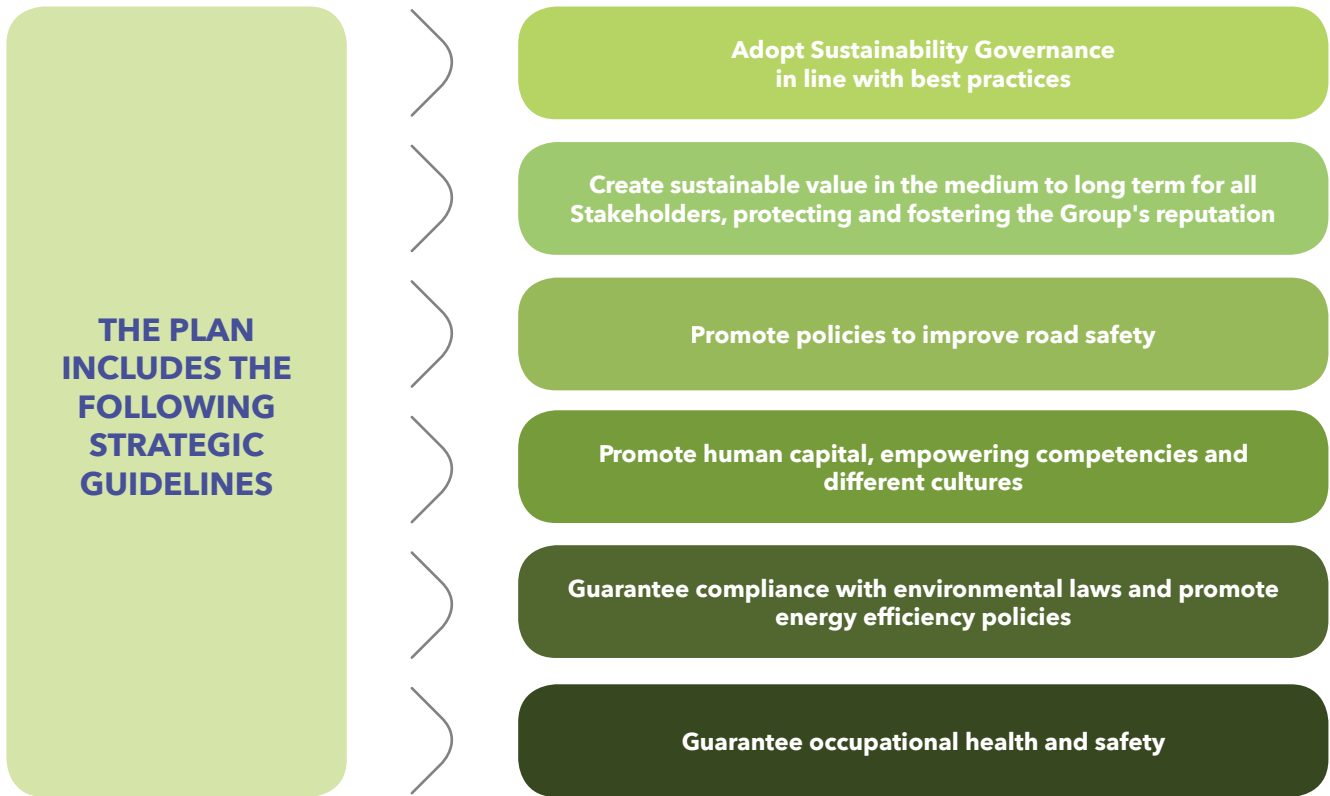 THE PLAN
INCLUDES THE
FOLLOWING
STRATEGIC
GUIDELINES
Adopt Sustainability Governance
in line with best practices
Create sustainable value in the medium to long term for all
Stakeholders, protecting and fostering the Group's reputation
Promote policies to improve road safety
Promote human capital, empowering competencies and
different cultures
Guarantee compliance with environmental laws and promote
energy efficiency policies
Guarantee occupational health and safety